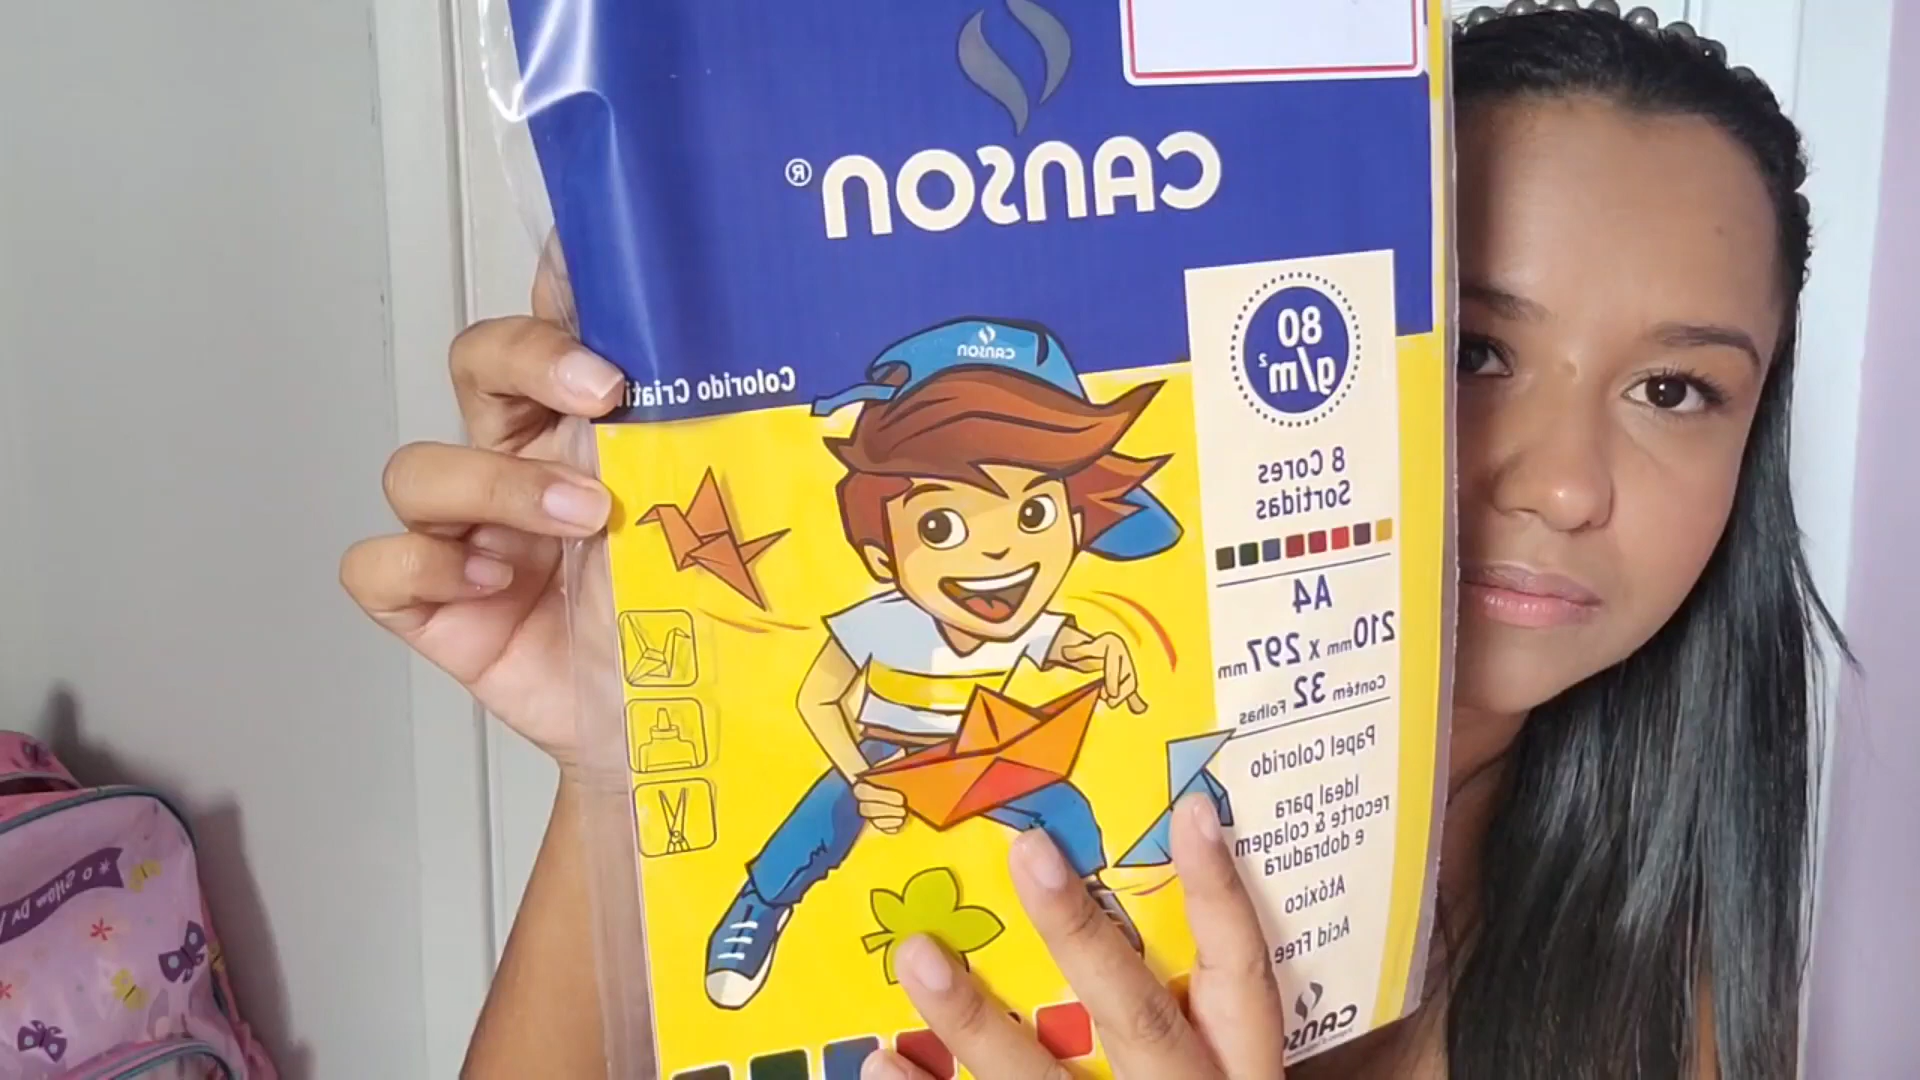 CANSON®
Colorido Criati
CANSON
80
g/m²
8 Cores
Sortidas
A4
210mm x 297mm
Contém 32 Folhas
Papel Colorido
Ideal para
recorte & colagem
e dobradura
Atóxico
Acid Free
CANSON